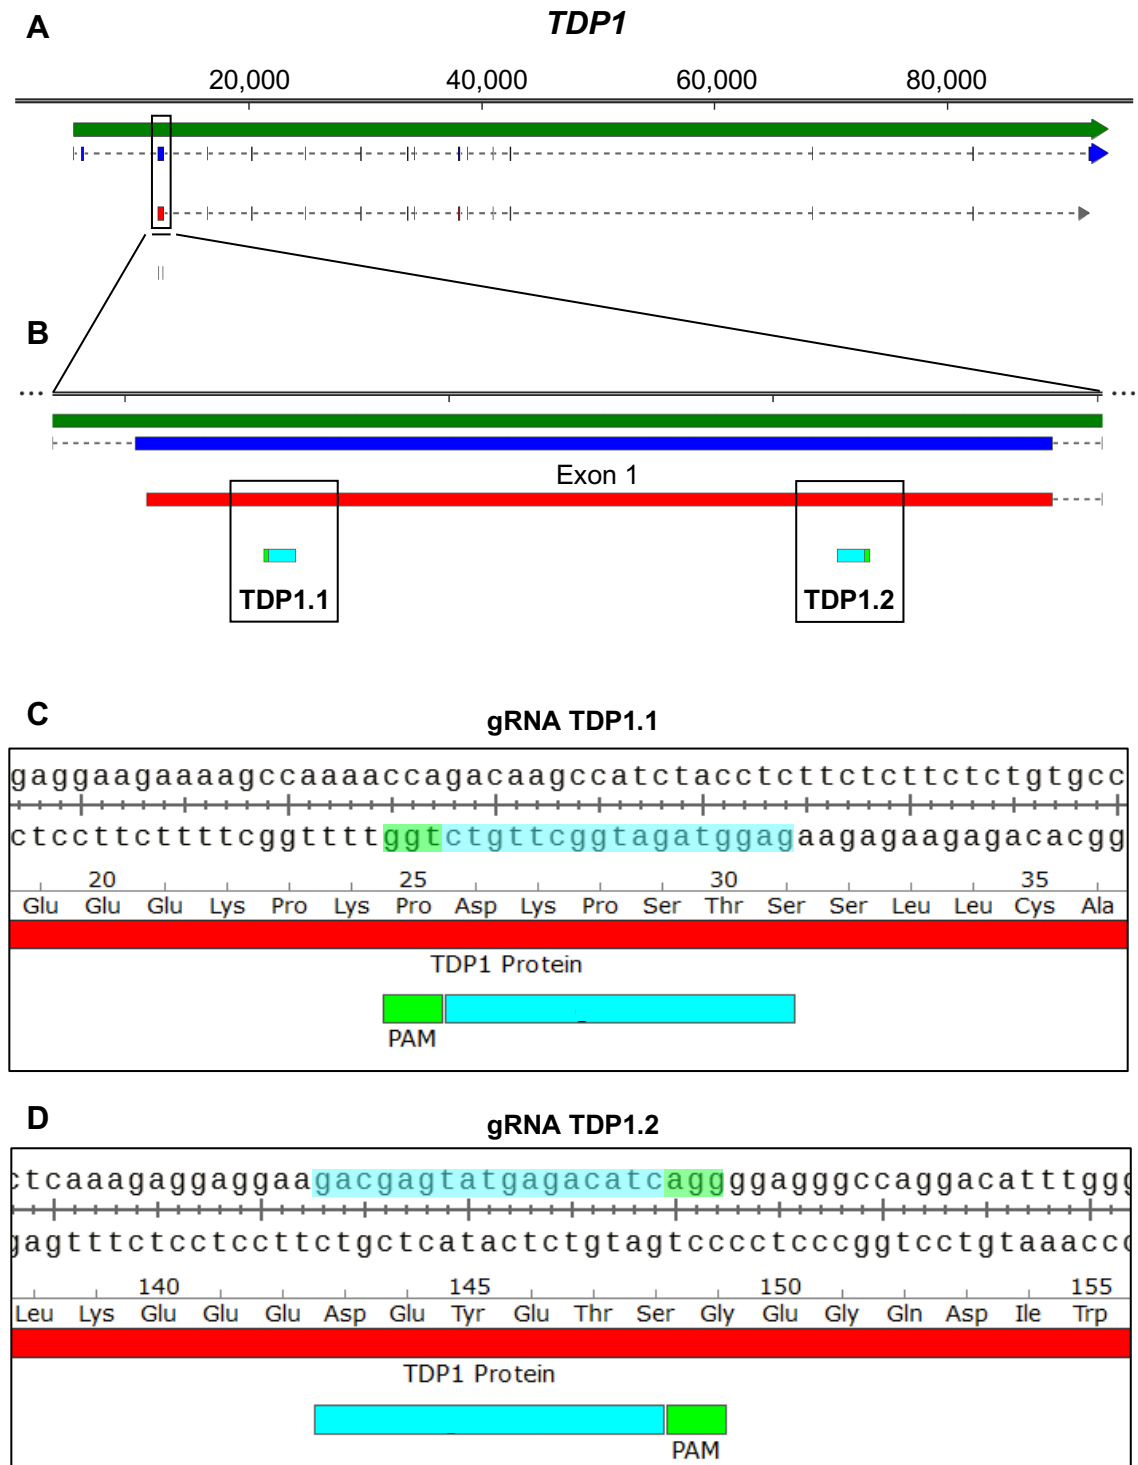 A
TDP1
20,000 40,000 60,000 80,000
B
... ...
Exon 1
TDP1.1 TDP1.2
C
gRNA TDP1.1
gaggaagaaaagccaaaaccagacaagccatctacctcttctcttctctgtgcc
ctccttcttttcggttttggtctgttcggtagatggagaagagaagagacacgg
20 25 30 35
Glu Glu Glu Lys Pro Lys Pro Asp Lys Pro Ser Thr Ser Ser Leu Leu Cys Ala
TDP1 Protein
PAM
D
gRNA TDP1.2
ctcaaagaggaggaagacgagtatgagacatcaggggagggccaggacatttggg
gagtttctcctccttctgctcatactctgtagtcccctcccggtcctgtaaaccc
140 145 150 155
Leu Lys Glu Glu Glu Asp Glu Tyr Glu Thr Ser Gly Glu Gly Gln Asp Ile Trp
TDP1 Protein
PAM